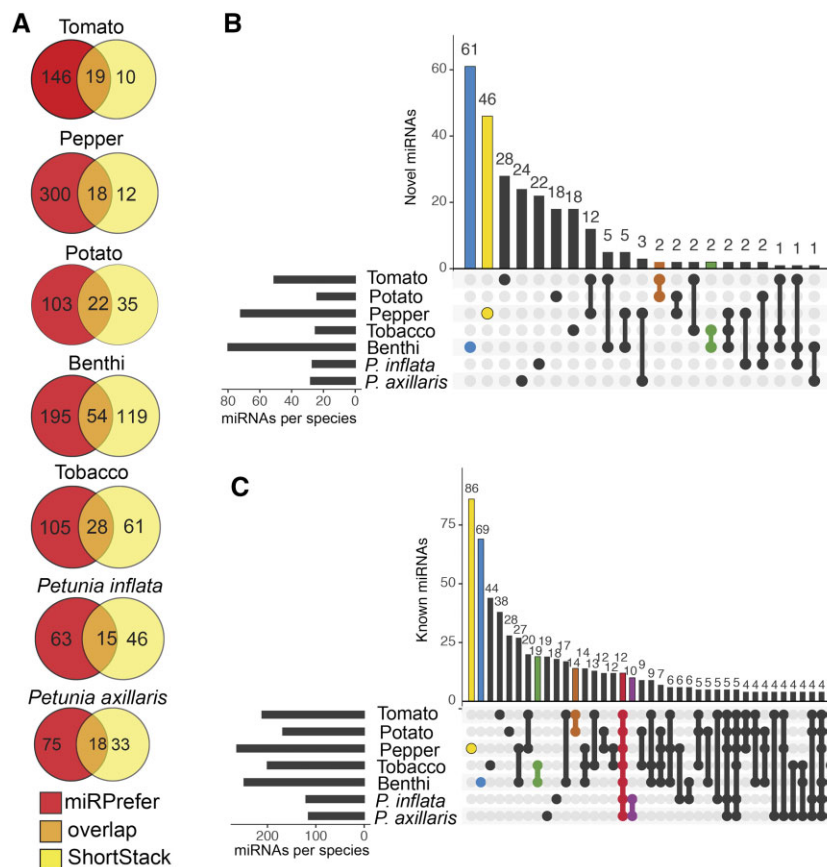 A
Tomato
146 19 10
Pepper
300 18 12
Potato
103 22 35
Benthi
195 54 119
Tobacco
105 28 61
Petunia inflata
63 15 46
Petunia axillaris
75 18 33
miRPrefer
overlap
ShortStack
B
61
60
46
40
28
24
22
20
18 18
12
5 5
3
2 2 2 2 2 2 2
1 1 1
0
Novel miRNAs
Tomato
Potato
Pepper
Tobacco
Benthi
P. inflata
P. axillaris
80 60 40 20 0
miRNAs per species
C
86
75
69
50
44
38
28
27
25
20
19 19
18
17
14 14
13
12 12 12
10
9 9
7
6 6 6
5 5 5 5 5
4 4 4 4 4 4 4 4 4 4
0
Known miRNAs
Tomato
Potato
Pepper
Tobacco
Benthi
P. inflata
P. axillaris
200 100 0
miRNAs per species